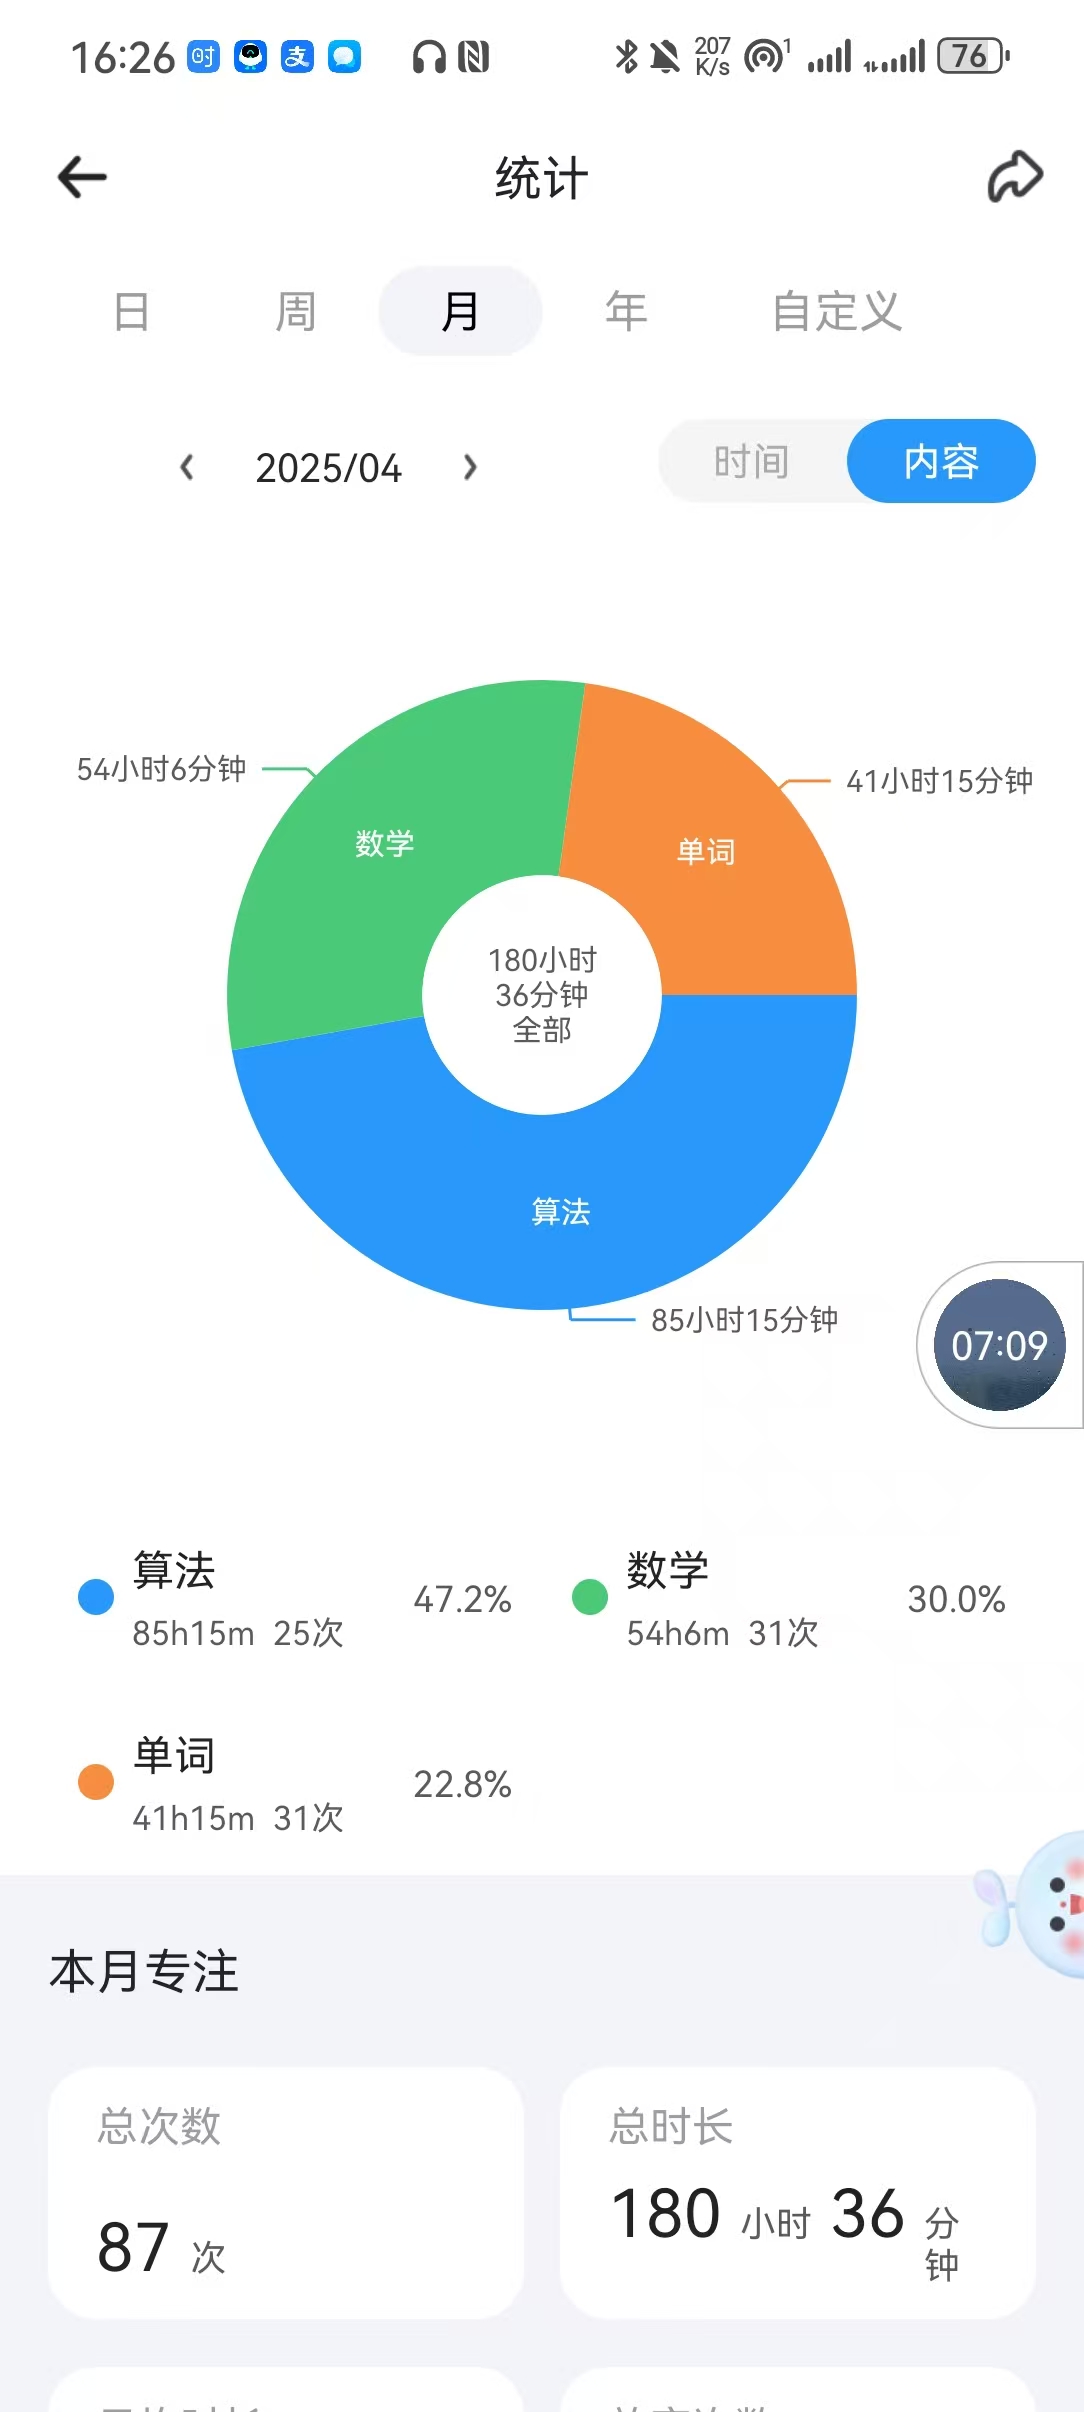 16:26 时 支 207 K/s 1 76
统计
日 周 月 年 自定义
2025/04 时间 内容
54小时6分钟
41小时15分钟
数学
单词
180小时
36分钟
全部
算法
85小时15分钟
07:09
算法
85h15m 25次
47.2%
数学
54h6m 31次
30.0%
单词
41h15m 31次
22.8%
本月专注
总次数
87 次
总时长
180 小时 36 分钟